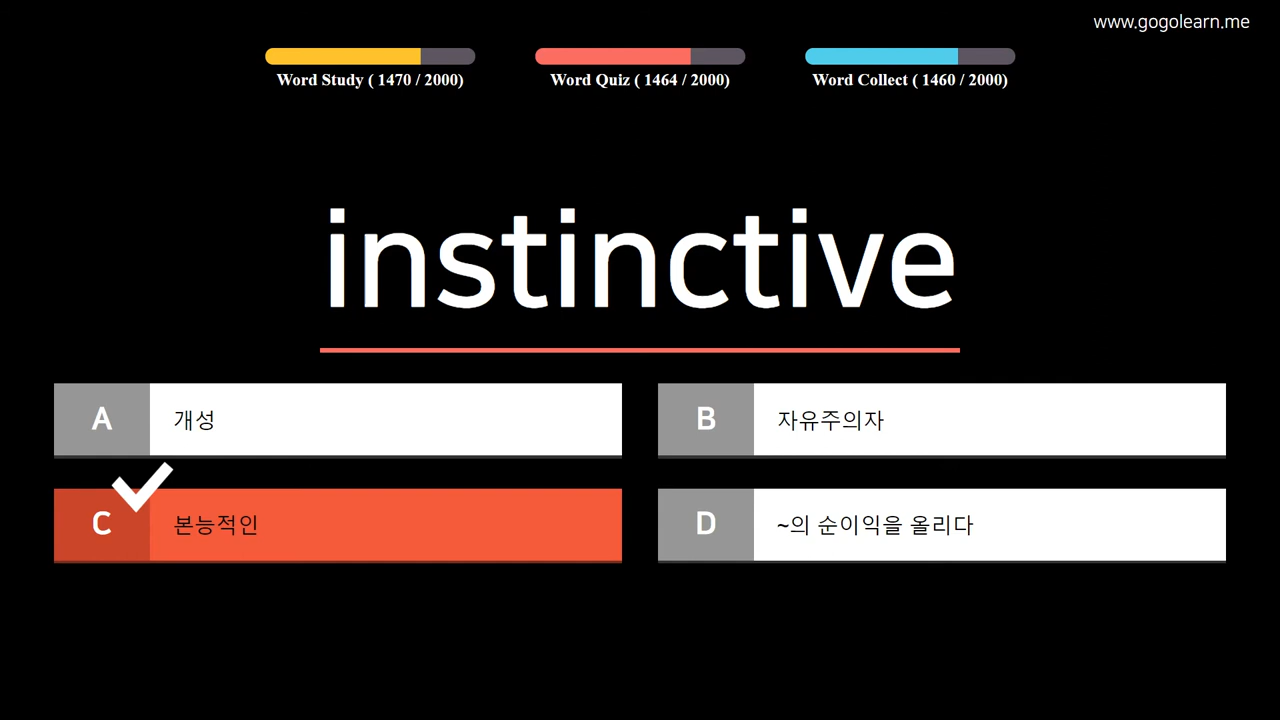 www.gogolearn.me
Word Study ( 1470 / 2000)
Word Quiz ( 1464 / 2000)
Word Collect ( 1460 / 2000)
instinctive
A 개성
B 자유주의자
C 본능적인
D ~의 순이익을 올리다